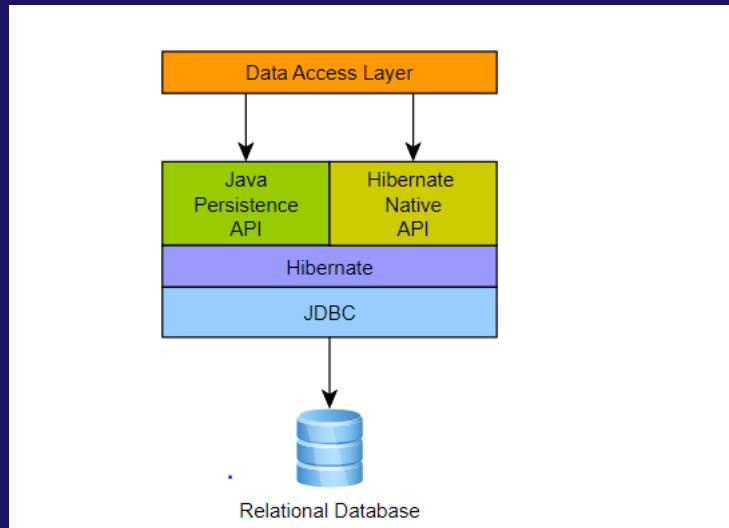 Data Access Layer
Java
Persistence
API
Hibernate
Native
API
Hibernate
JDBC
Relational Database